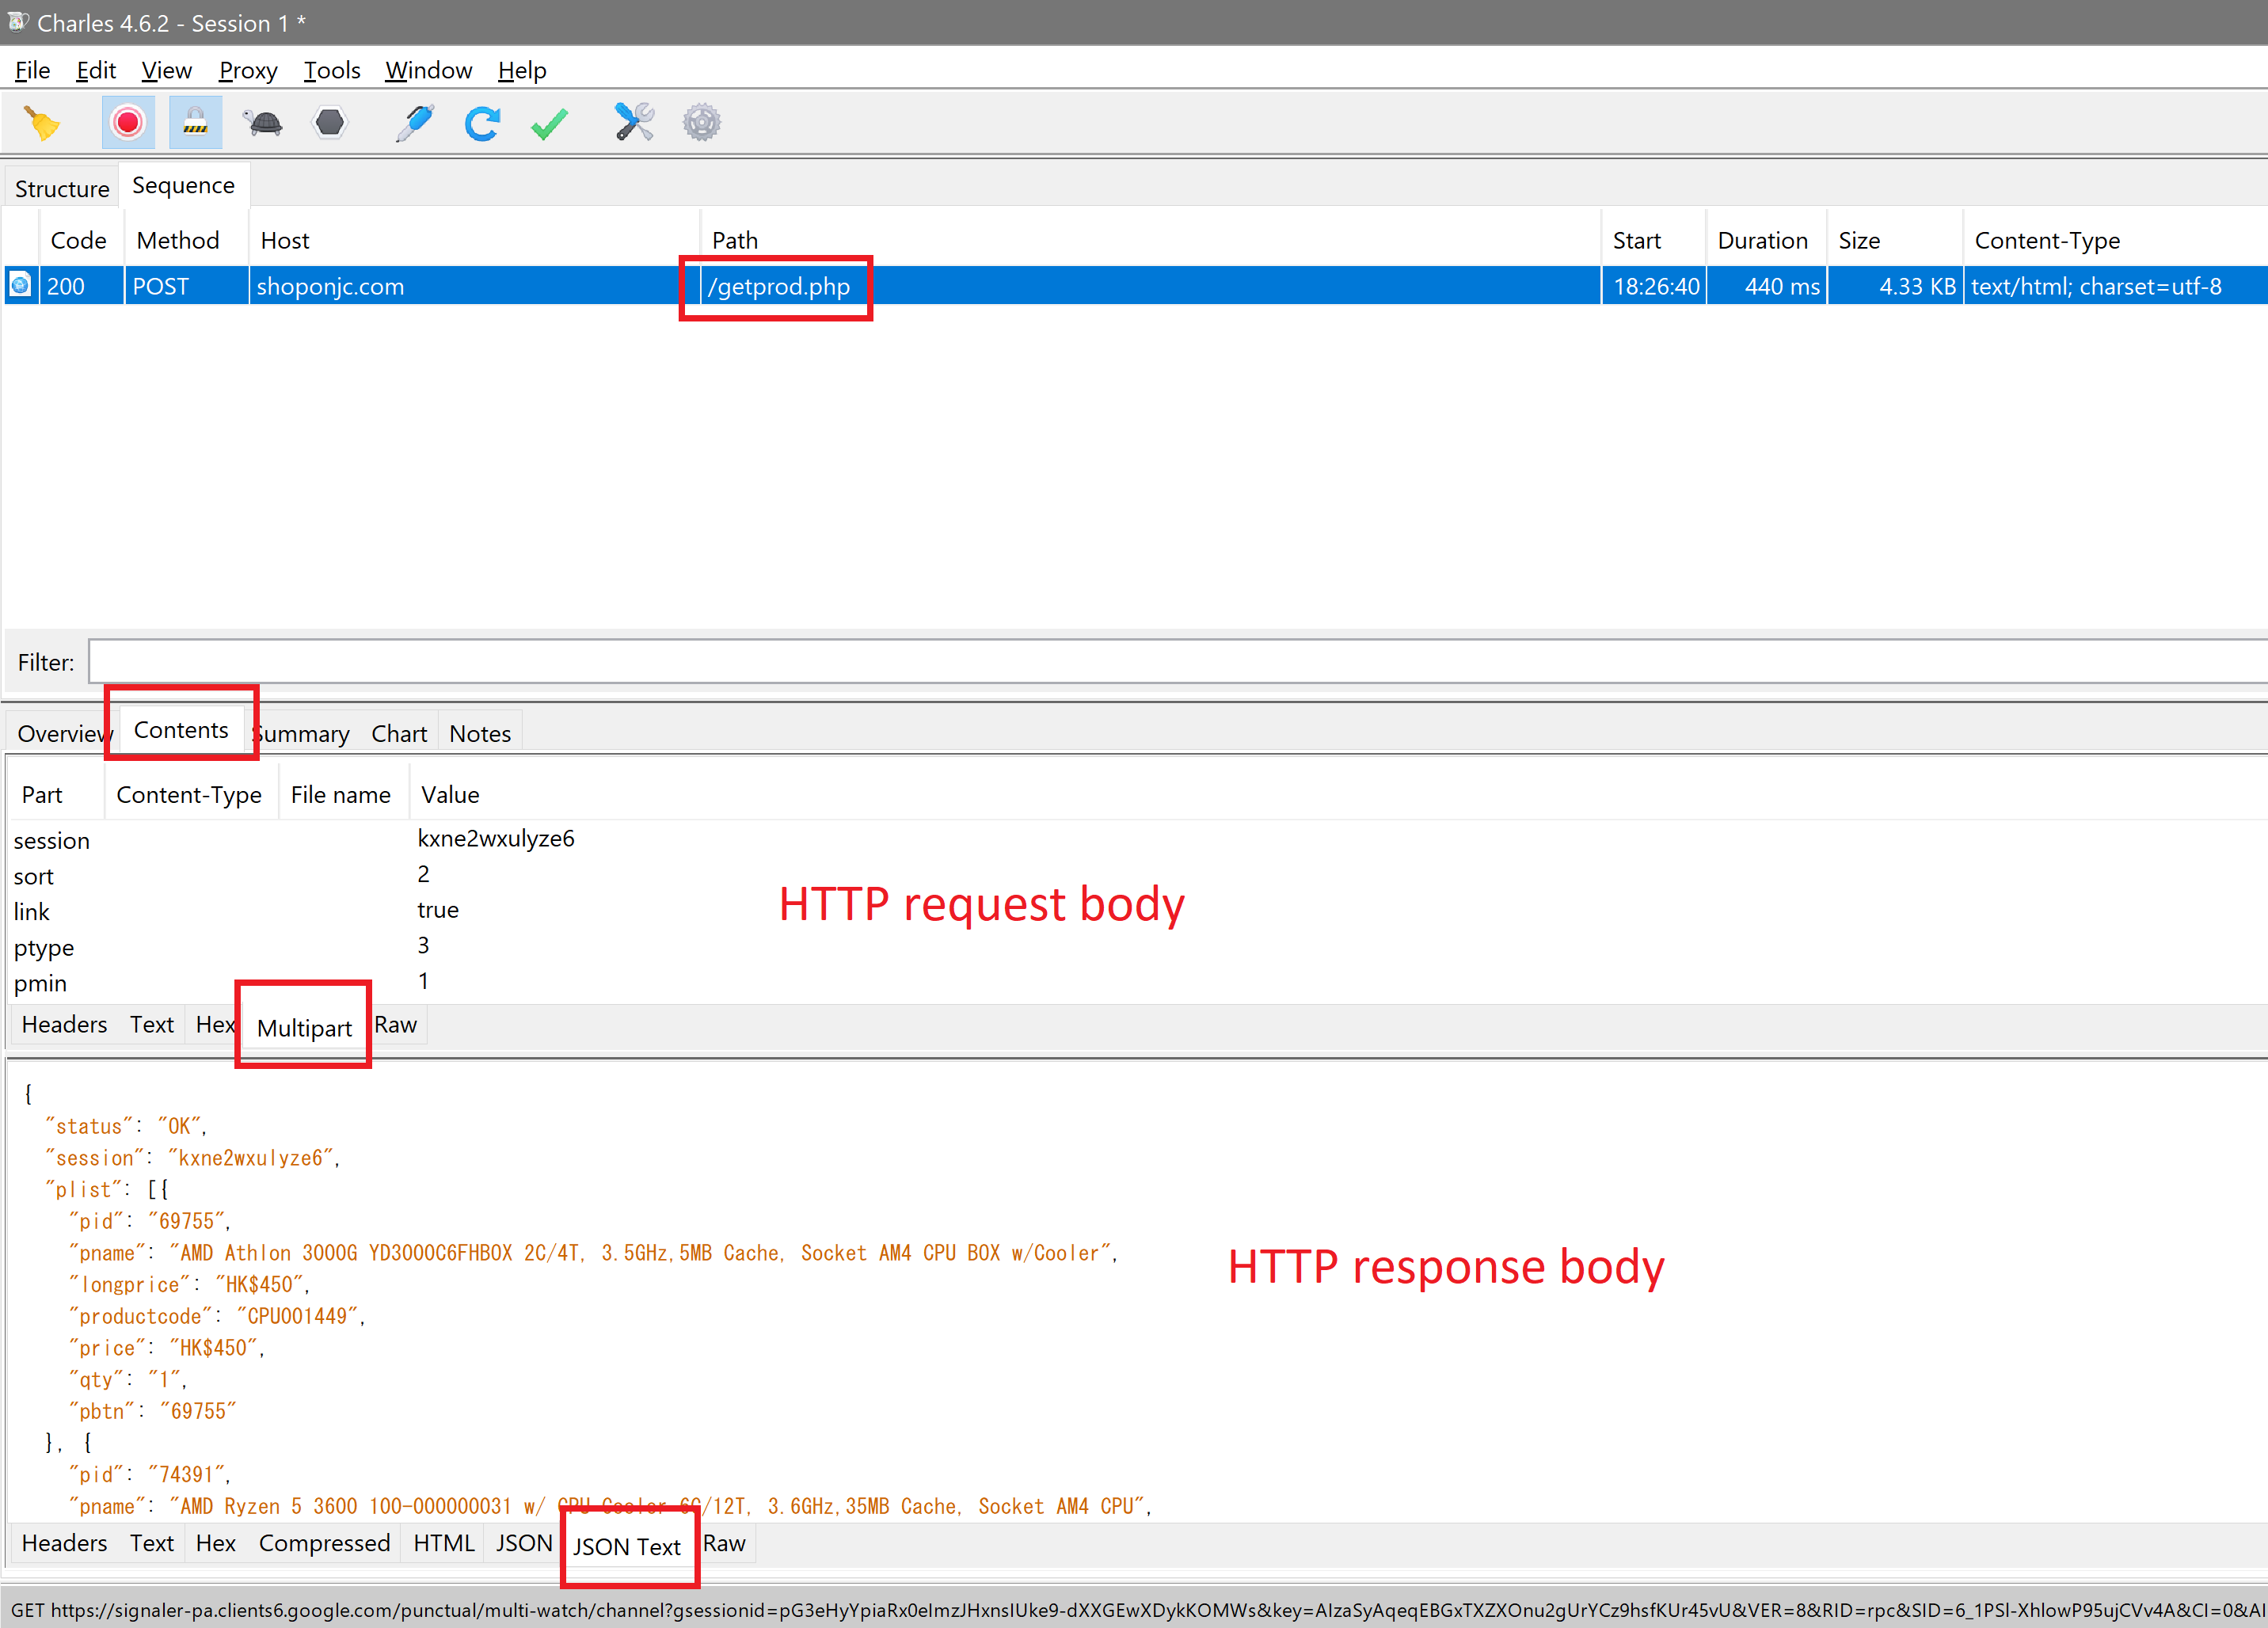 Charles 4.6.2 - Session 1 *
File Edit View Proxy Tools Window Help
Structure Sequence
Code Method Host Path Start Duration Size Content-Type
200 POST shoponjc.com /getprod.php 18:26:40 440 ms 4.33 KB text/html; charset=utf-8
Filter:
Overview Contents Summary Chart Notes
Part Content-Type File name Value
session kxne2wxulyze6
sort 2
link true
HTTP request body
ptype 3
pmin 1
Headers Text Hex Multipart Raw
{
"status": "OK",
"session": "kxne2wxulyze6",
"plist": [{
"pid": "69755",
"pname": "AMD Athlon 3000G YD3000C6FHBOX 2C/4T, 3.5GHz,5MB Cache, Socket AM4 CPU BOX w/Cooler",
HTTP response body
"longprice": "HK$450",
"productcode": "CPU001449",
"price": "HK$450",
"qty": "1",
"pbtn": "69755"
}, {
"pid": "74391",
"pname": "AMD Ryzen 5 3600 100-000000031 w/ CPU Cooler 6C/12T, 3.6GHz,35MB Cache, Socket AM4 CPU",
Headers Text Hex Compressed HTML JSON JSON Text Raw
GET https://signaler-pa.clients6.google.com/punctual/multi-watch/channel?gsessionid=pG3eHyYpiaRx0eImzJHxnsIUke9-dXXGEwXDykKOMWs&key=AIzaSyAqeqEBGxTXZXOnu2gUrYCz9hsfKUr45vU&VER=8&RID=rpc&SID=6_1PSl-XhlowP95ujCVv4A&CI=0&AI